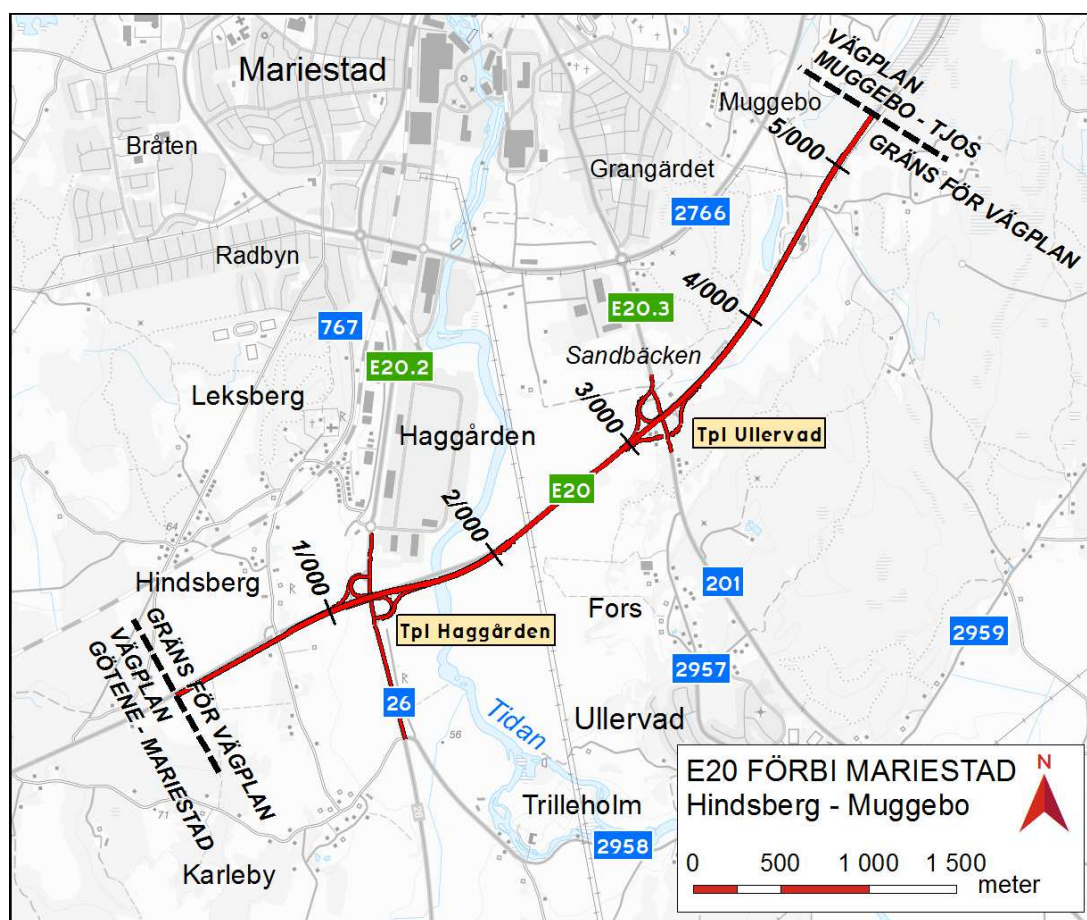 Mariestad
Muggebo
VÄGPLAN
MUGGEBO - TJOS
GRÄNS FÖR VÄGPLAN
5/000
Bråten
Grangärdet
2766
Radbyn
4/000
E20.3
767
Sandbäcken
E20.2
Leksberg
3/000
Haggården
Tpl Ullervad
E20
2/000
64
1/000
Hindsberg
201
Fors
Tpl Haggården
2959
2957
GRÄNS FÖR VÄGPLAN
VÄGPLAN
GÖTENE - MARIESTAD
26
56
Tidan
Ullervad
71
Trilleholm
2958
Karleby
E20 FÖRBI MARIESTAD
Hindsberg - Muggebo
N
0 500 1 000 1 500
meter